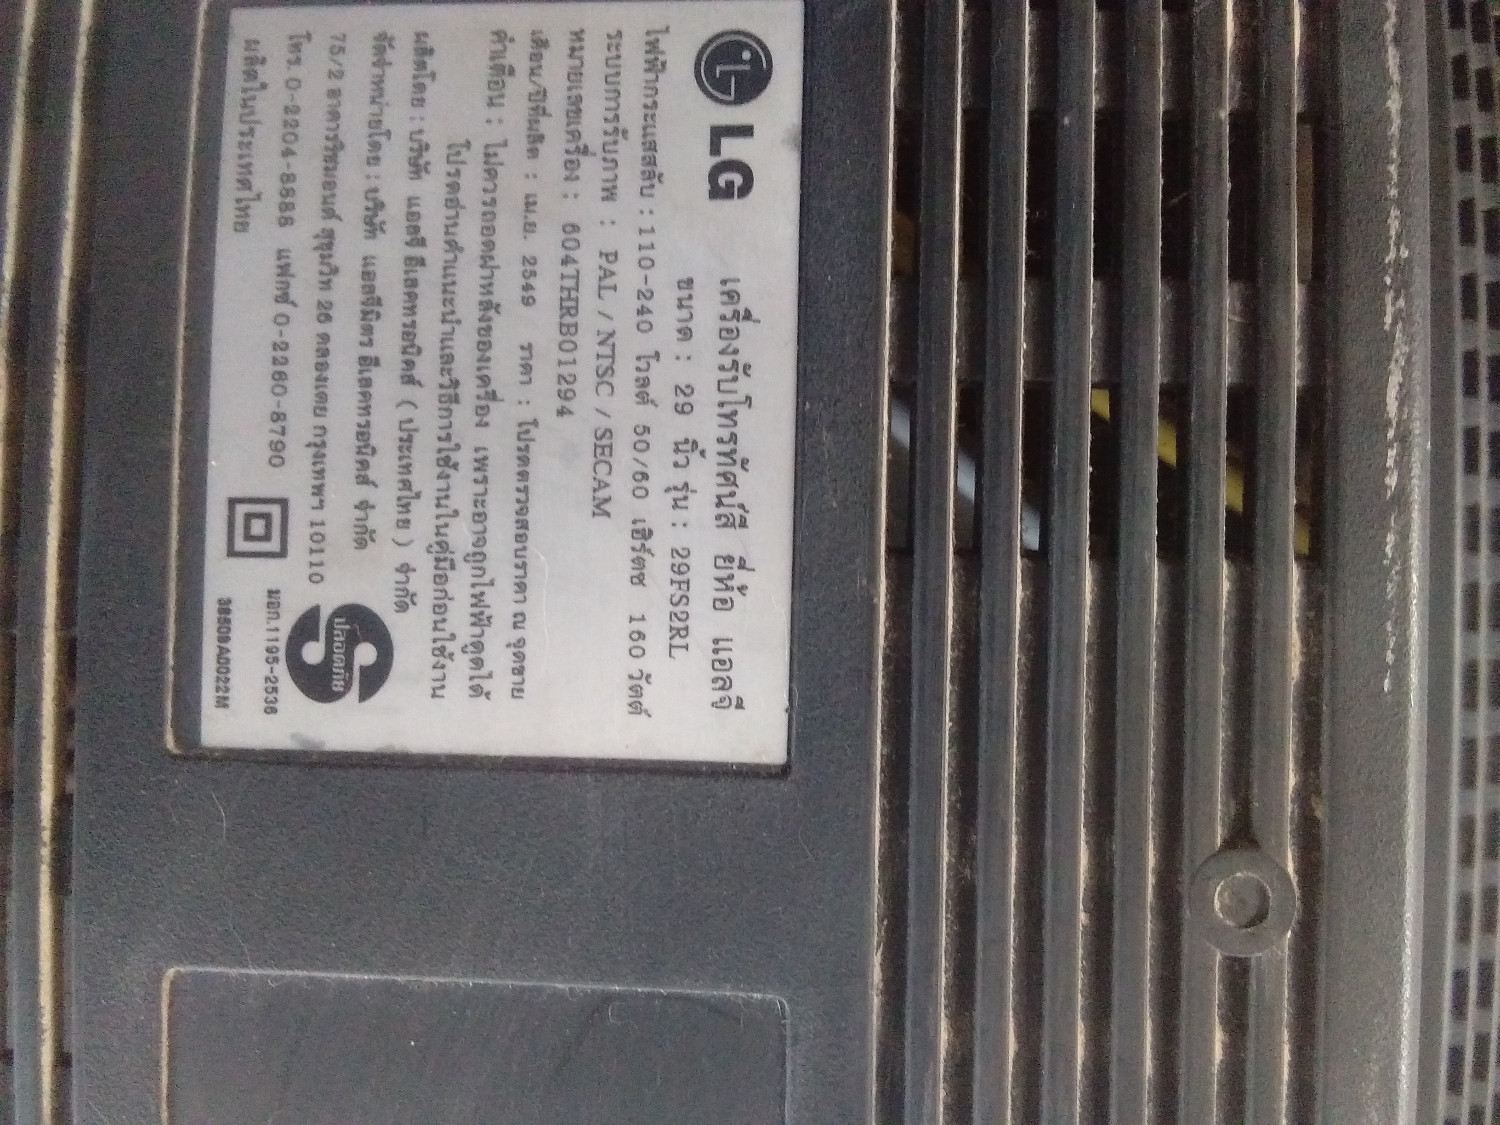 LG
เครื่องรับโทรทัศน์สี ยี่ห้อ แอลจี
ขนาด : 29 นิ้ว รุ่น : 29FS2RL
ไฟฟ้ากระแสสลับ : 110-240 โวลต์ 50/60 เฮิร์ตซ 160 วัตต์
ระบบการรับภาพ : PAL / NTSC / SECAM
หมายเลขเครื่อง : 604THRB01294
เดือน/ปีที่ผลิต : เม.ย. 2549 ราคา : โปรดตรวจสอบราคา ณ จุดขาย
คำเตือน : ไม่ควรถอดฝาหลังของเครื่อง เพราะอาจถูกไฟฟ้าดูดได้
โปรดอ่านคำแนะนำและวิธีการใช้งานในคู่มือก่อนใช้งาน
ผลิตโดย : บริษัท แอลจี อีเลคทรอนิคส์ ( ประเทศไทย ) จำกัด
จัดจำหน่ายโดย : บริษัท แอลจีมิตร อีเลคทรอนิคส์ จำกัด
75/2 อาคารริชมอนด์ สุขุมวิท 26 คลองเตย กรุงเทพฯ 10110
โทร. 0-2204-8888 แฟกซ์ 0-2260-8790
ผลิตในประเทศไทย
ปลอดภัย
มอก.1195-2536
38509A0022M